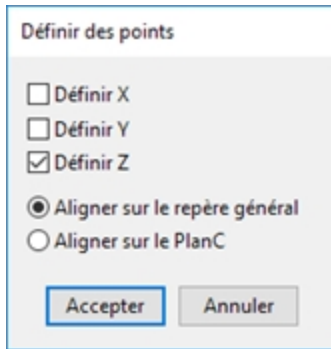 Définir des points
Définir X
Définir Y
Définir Z
Aligner sur le repère général
Aligner sur le PlanC
Accepter Annuler